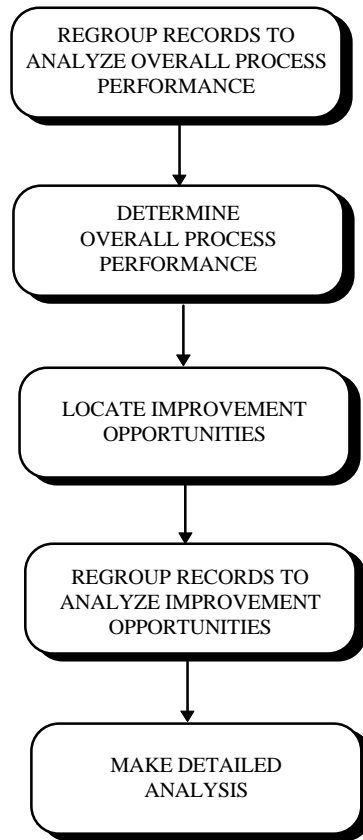 REGROUP RECORDS TO
ANALYZE OVERALL PROCESS
PERFORMANCE
DETERMINE
OVERALL PROCESS
PERFORMANCE
LOCATE IMPROVEMENT
OPPORTUNITIES
REGROUP RECORDS TO
ANALYZE IMPROVEMENT
OPPORTUNITIES
MAKE DETAILED
ANALYSIS